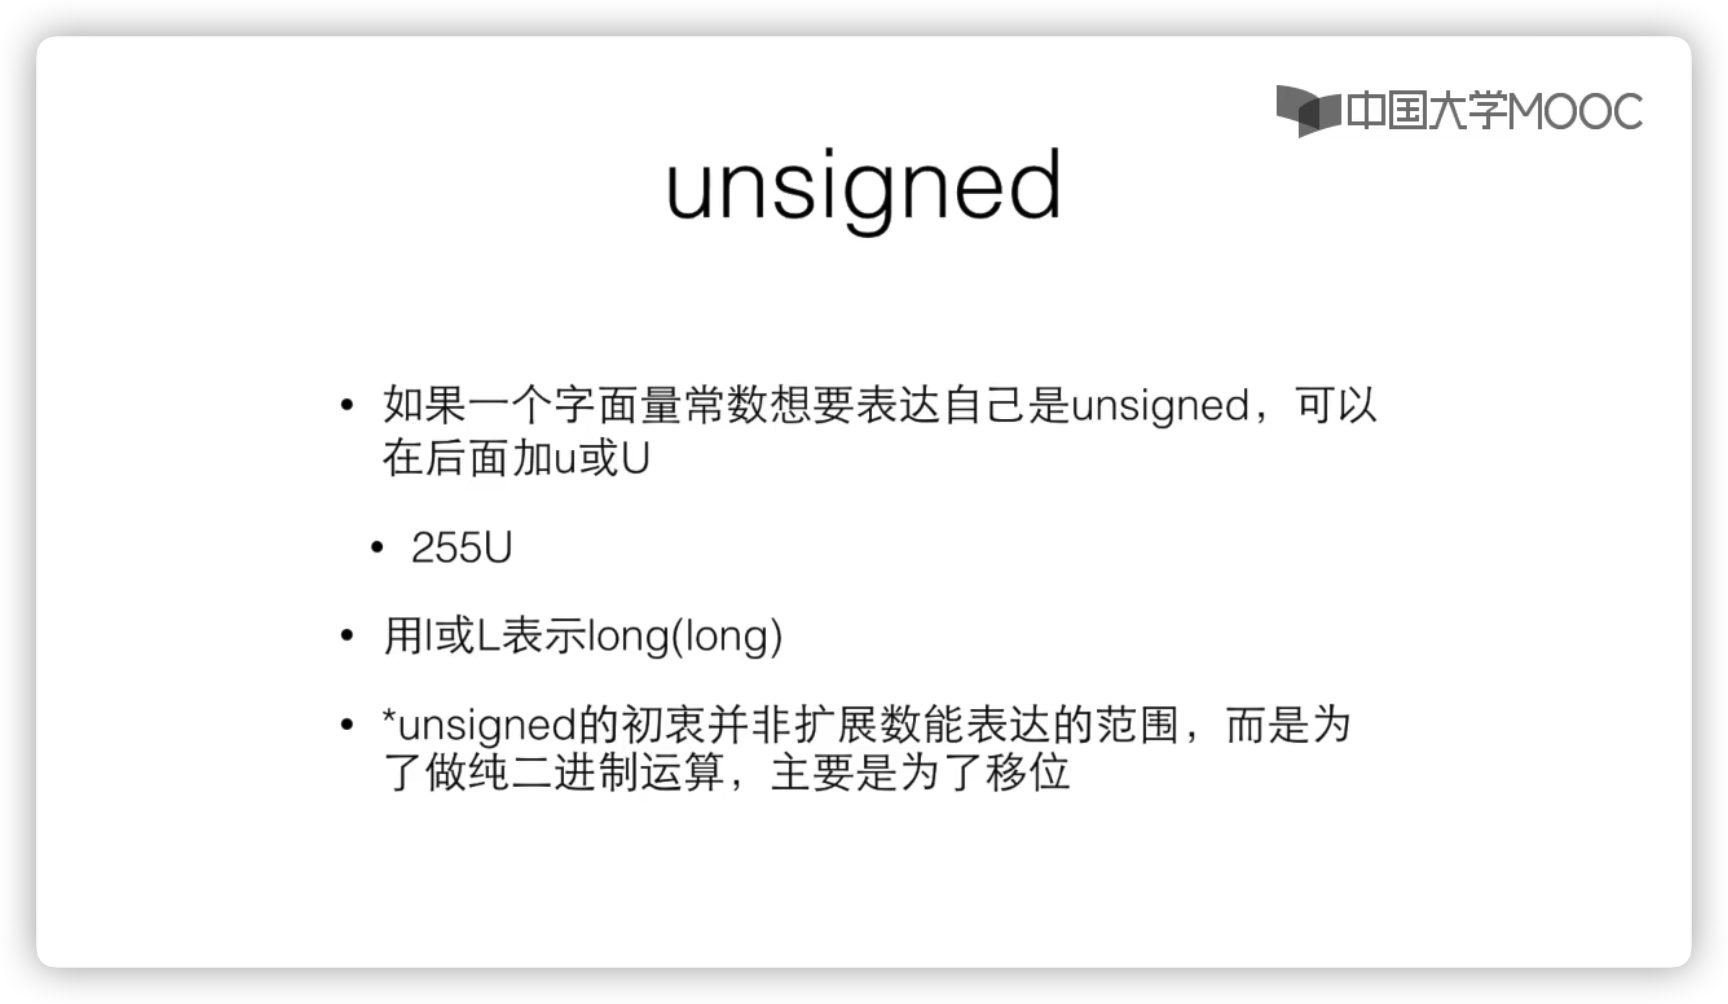 中国大学MOOC
unsigned
• 如果一个字面量常数想要表达自己是unsigned，可以
在后面加u或U
• 255U
• 用l或L表示long(long)
• *unsigned的初衷并非扩展数能表达的范围，而是为
了做纯二进制运算，主要是为了移位